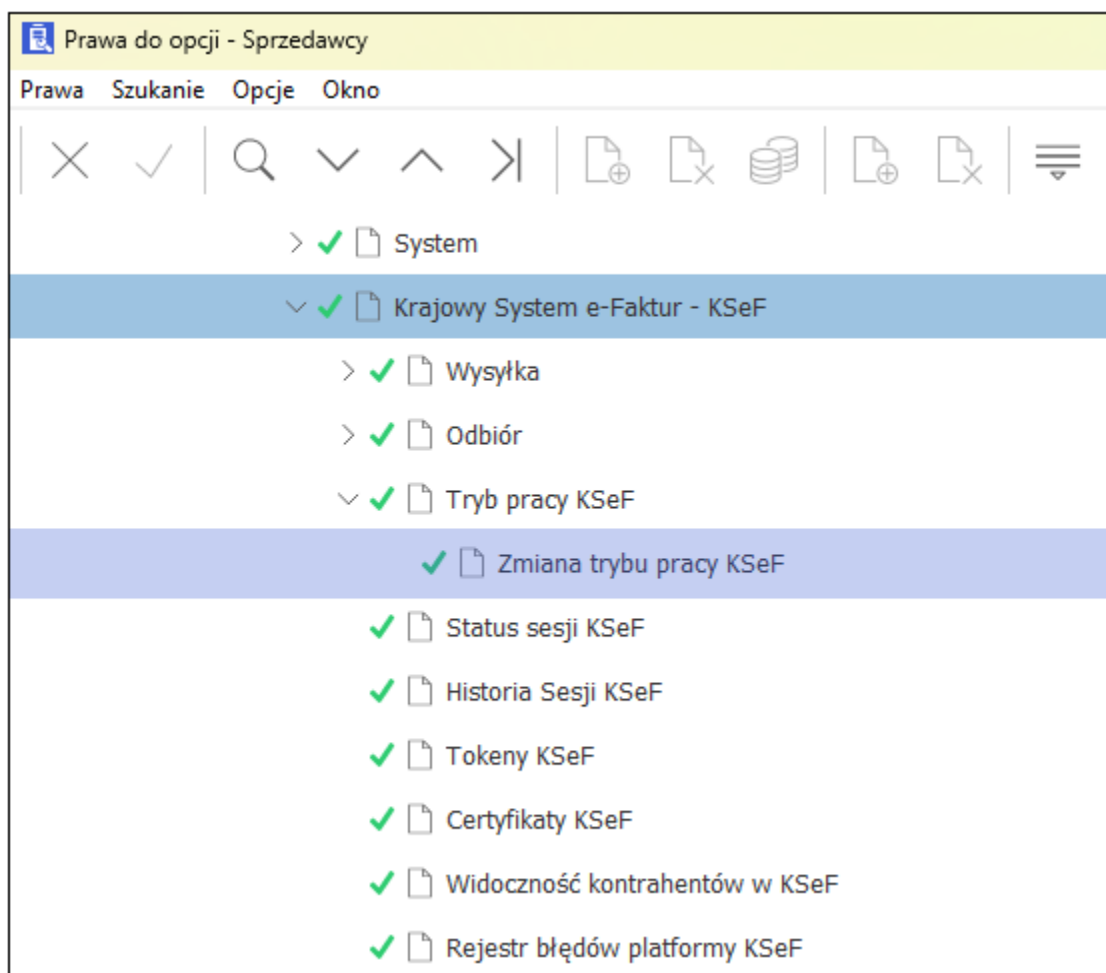 Prawa do opcji - Sprzedawcy
Prawa Szukanie Opcje Okno
System
Krajowy System e-Faktur - KSeF
Wysyłka
Odbiór
Tryb pracy KSeF
Zmiana trybu pracy KSeF
Status sesji KSeF
Historia Sesji KSeF
Tokeny KSeF
Certyfikaty KSeF
Widoczność kontrahentów w KSeF
Rejestr błędów platformy KSeF